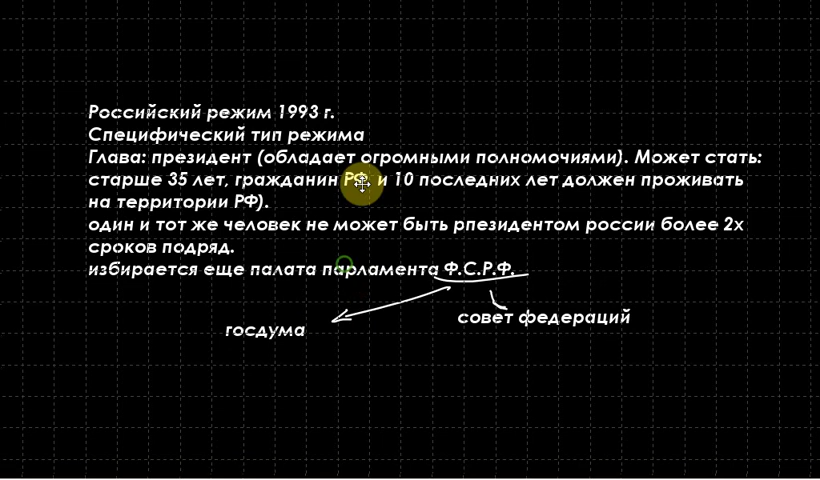 Российский режим 1993 г.
Специфический тип режима
Глава: президент (обладает огромными полномочиями). Может стать:
старше 35 лет, гражданин РФ, и 10 последних лет должен проживать
на территории РФ).
один и тот же человек не может быть рпезидентом россии более 2х
сроков подряд.
избирается еще палата парламента Ф.С.Р.Ф.
госдума
совет федераций